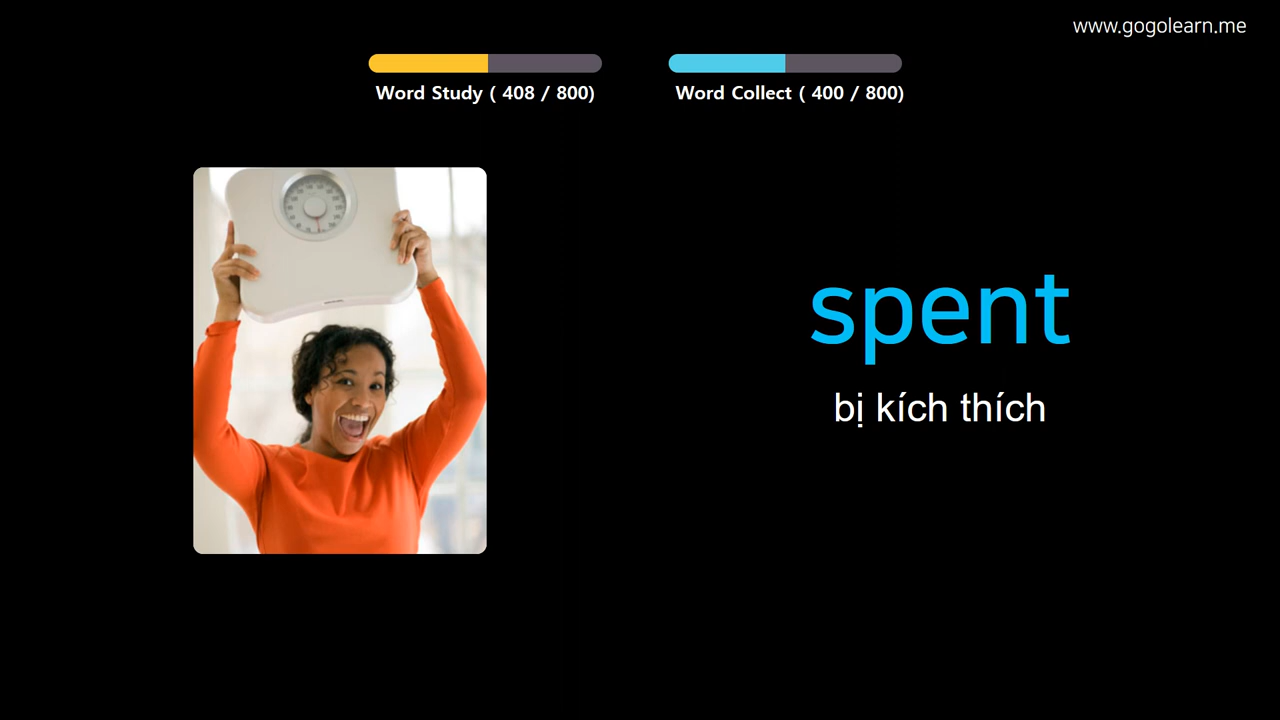 www.gogolearn.me
Word Study ( 408 / 800)
Word Collect ( 400 / 800)
spent
bị kích thích